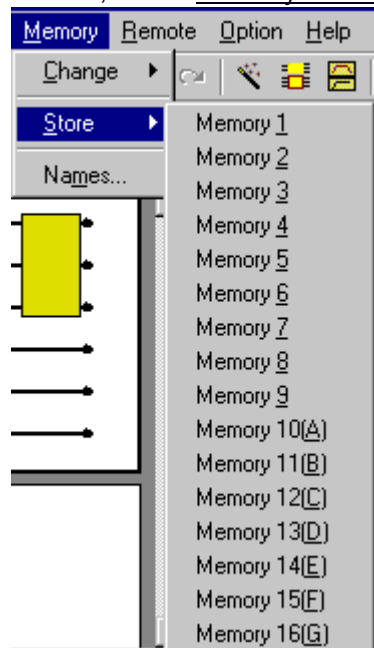 Memory Remote Option Help
Change
Store
Names...
Memory 1
Memory 2
Memory 3
Memory 4
Memory 5
Memory 6
Memory 7
Memory 8
Memory 9
Memory 10(A)
Memory 11(B)
Memory 12(C)
Memory 13(D)
Memory 14(E)
Memory 15(F)
Memory 16(G)